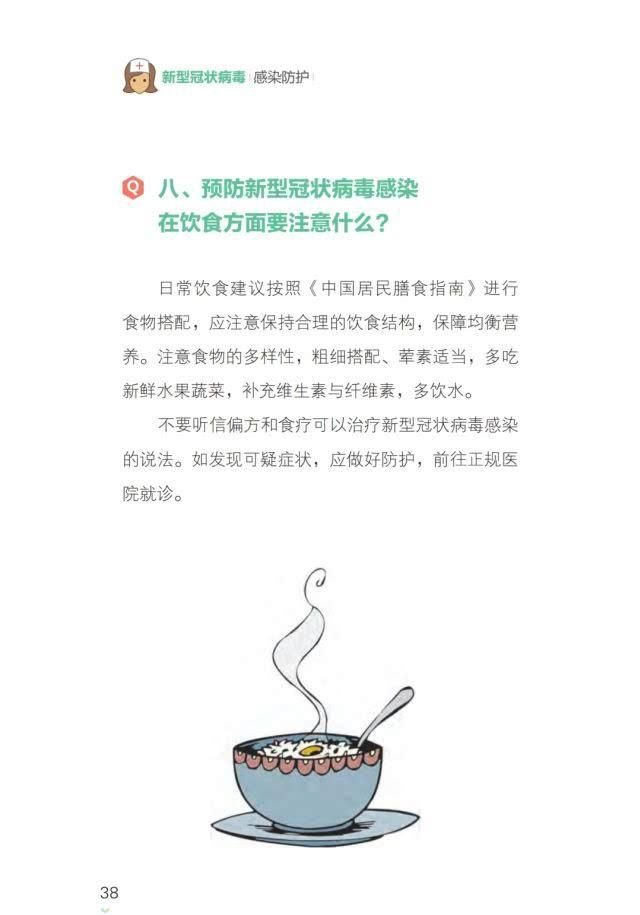 新型冠状病毒 感染防护
Q 八、预防新型冠状病毒感染
在饮食方面要注意什么？
日常饮食建议按照《中国居民膳食指南》进行
食物搭配，应注意保持合理的饮食结构，保障均衡营
养。注意食物的多样性，粗细搭配、荤素适当，多吃
新鲜水果蔬菜，补充维生素与纤维素，多饮水。
不要听信偏方和食疗可以治疗新型冠状病毒感染
的说法。如发现可疑症状，应做好防护，前往正规医
院就诊。
38